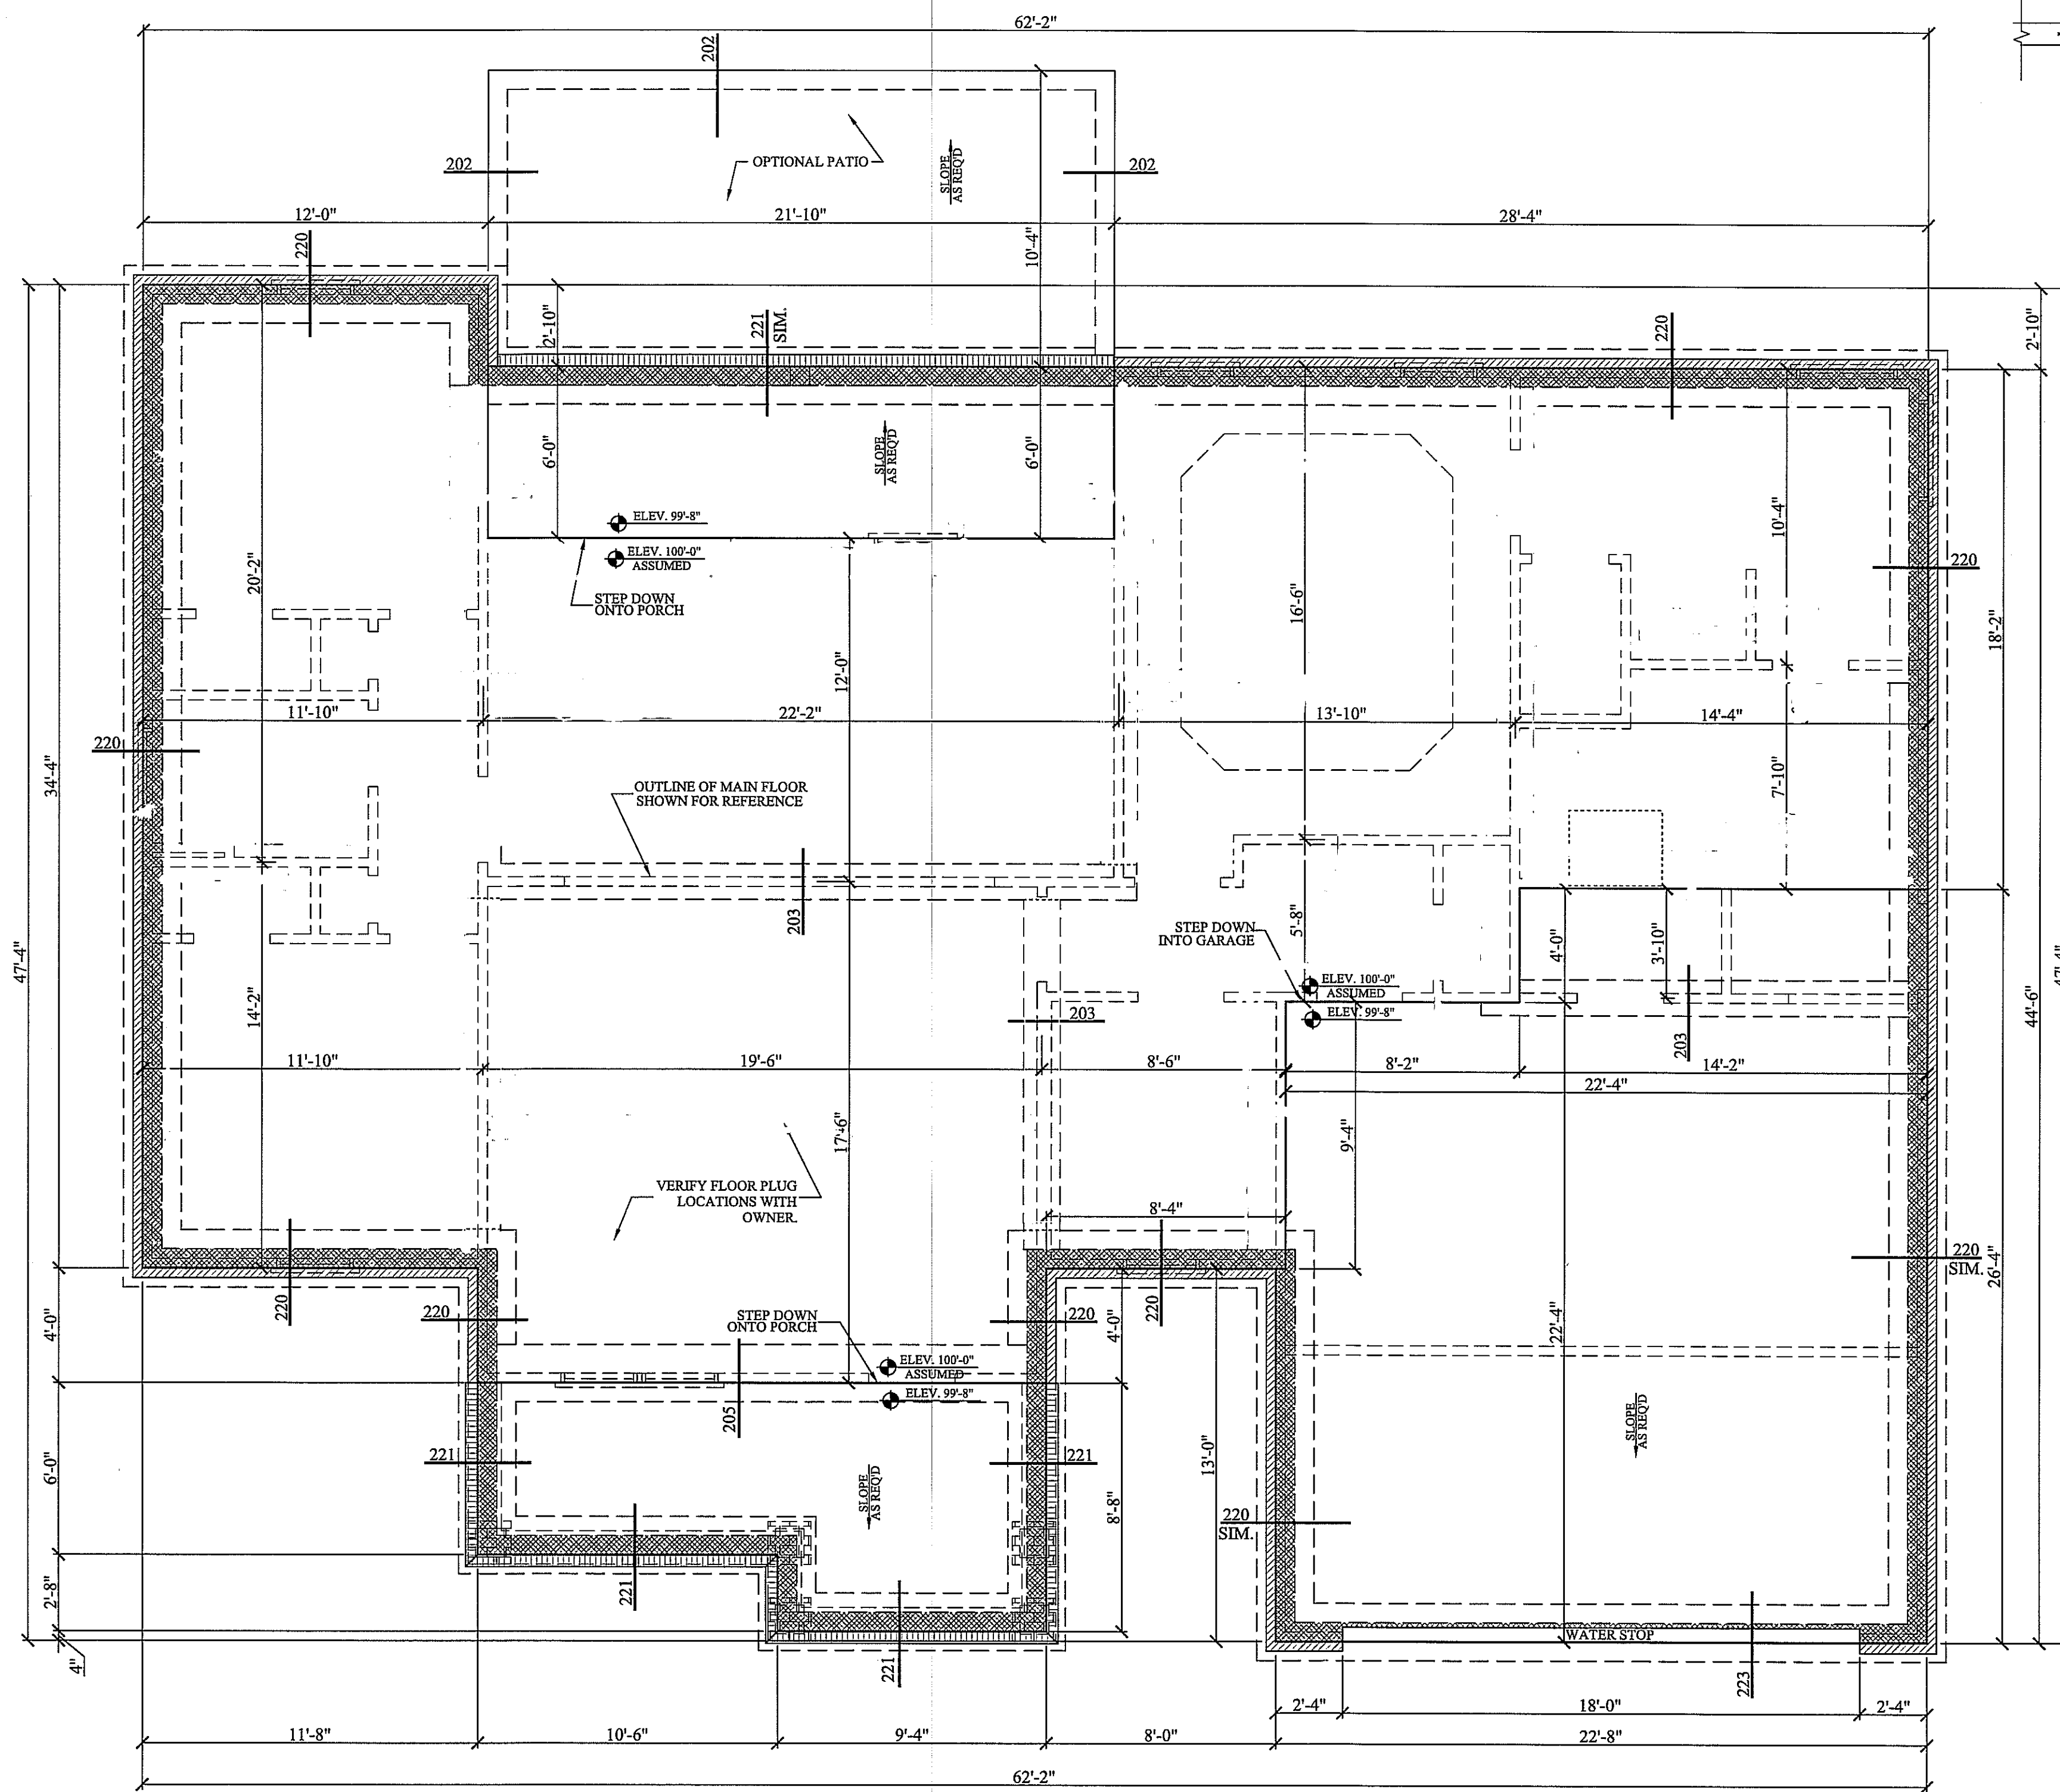 62'-2"
202
202
OPTIONAL PATIO
SLOPE
AS REQ'D
202
12'-0"
21'-10"
28'-4"
220
10'-4"
2'-10"
221
SIM.
220
2'-10"
6'-0"
SLOPE
AS REQ'D
6'-0"
ELEV. 99'-8"
ELEV. 100'-0"
ASSUMED
STEP DOWN
ONTO PORCH
20'-2"
16'-6"
10'-4"
220
18'-2"
12'-0"
11'-10"
22'-2"
13'-10"
14'-4"
220
34'-4"
OUTLINE OF MAIN FLOOR
SHOWN FOR REFERENCE
7'-10"
203
5'-8"
STEP DOWN
INTO GARAGE
4'-0"
3'-10"
47'-4"
14'-2"
ELEV. 100'-0"
ASSUMED
ELEV. 99'-8"
203
203
44'-6"
47'-4"
11'-10"
19'-6"
8'-6"
8'-2"
14'-2"
22'-4"
17'-6"
9'-4"
VERIFY FLOOR PLUG
LOCATIONS WITH
OWNER.
8'-4"
220
SIM.
26'-4"
220
220
220
220
4'-0"
STEP DOWN
ONTO PORCH
4'-0"
22'-4"
ELEV. 100'-0"
ASSUMED
ELEV. 99'-8"
205
SLOPE
AS REQ'D
6'-0"
221
221
13'-0"
SLOPE
AS REQ'D
8'-8"
220
SIM.
2'-8"
221
4"
221
WATER STOP
223
2'-4"
18'-0"
2'-4"
11'-8"
10'-6"
9'-4"
8'-0"
22'-8"
62'-2"